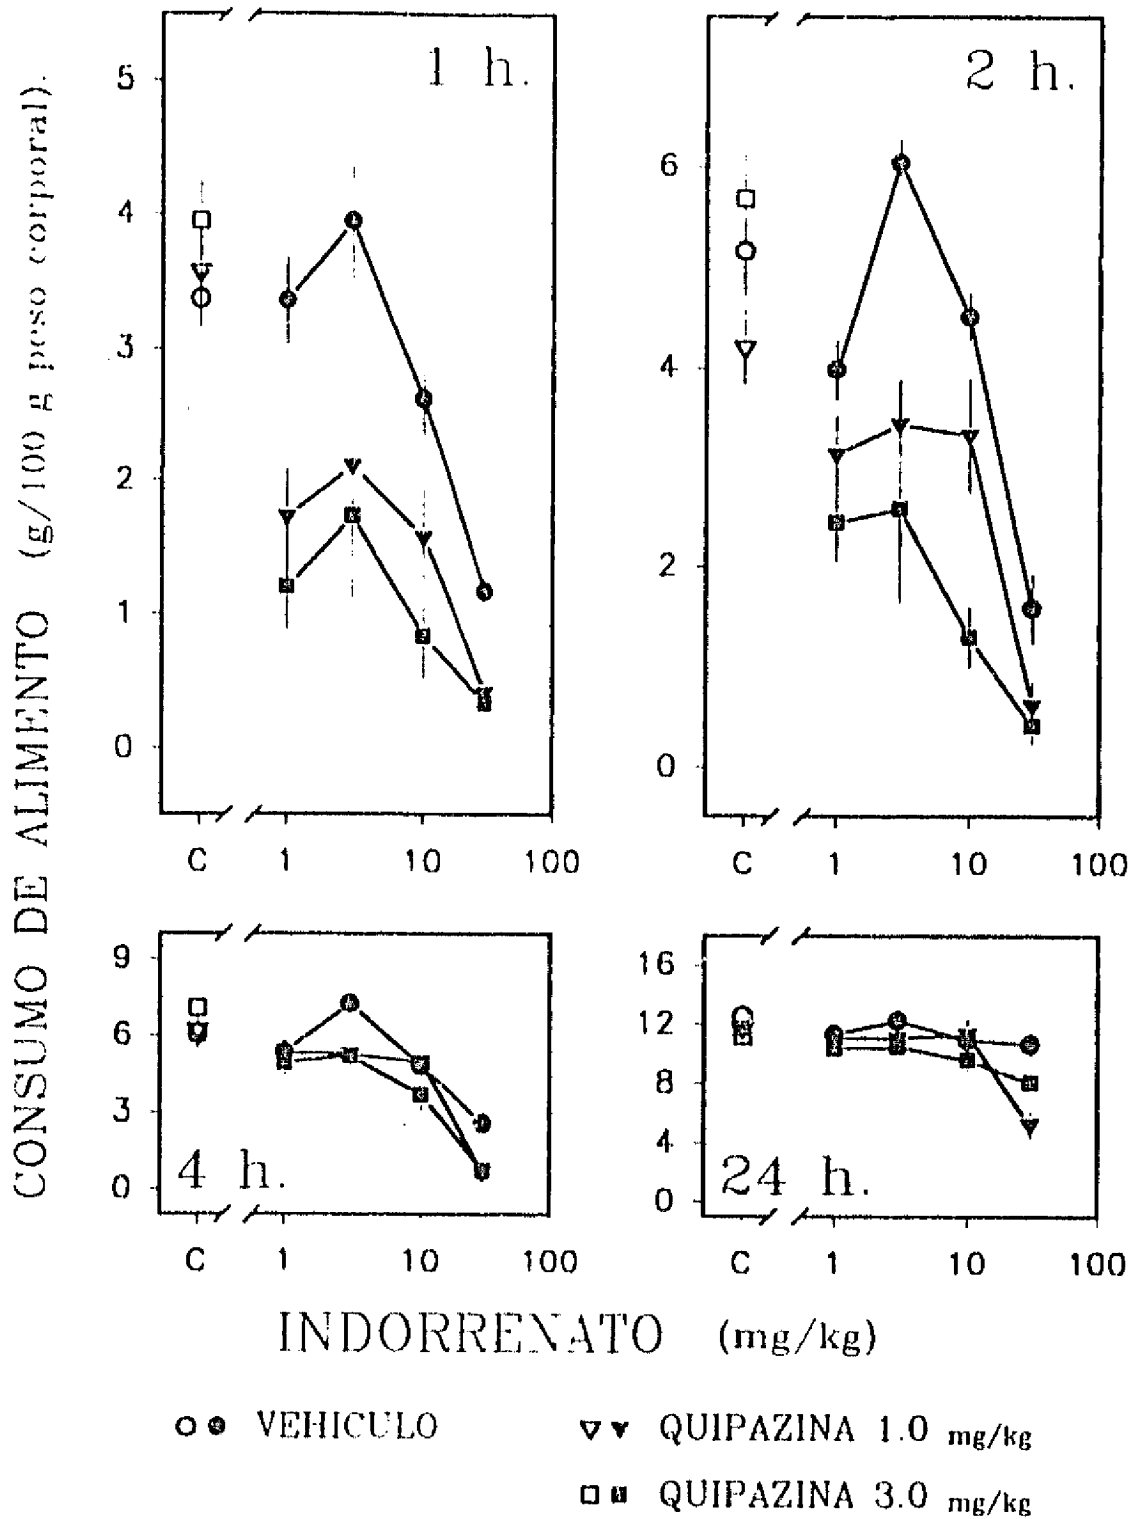 CONSUMO DE ALIMENTO (g/100 g peso corporal).
1 h.
5
4
3
2
1
0
C 1 10 100
2 h.
6
4
2
0
C 1 10 100
4 h.
9
6
3
0
C 1 10 100
24 h.
16
12
8
4
0
C 1 10 100
INDORRENATO (mg/kg)
VEHICULO
QUIPAZINA 1.0 mg/kg
QUIPAZINA 3.0 mg/kg